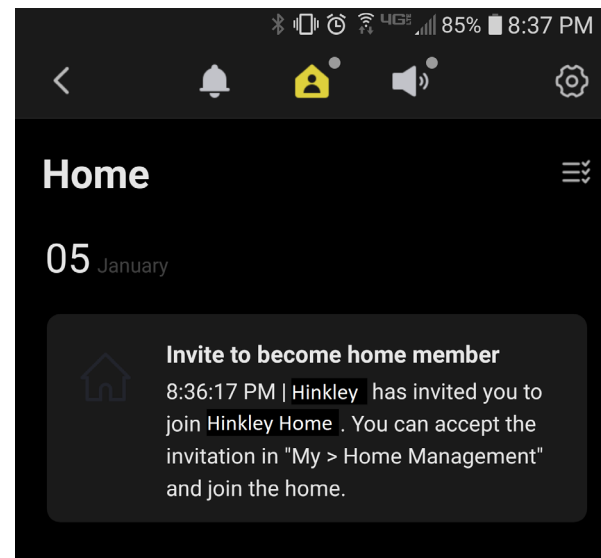 4G 85% 8:37 PM
Home
05 January
Invite to become home member
8:36:17 PM | Hinkley has invited you to
join Hinkley Home . You can accept the
invitation in "My > Home Management"
and join the home.